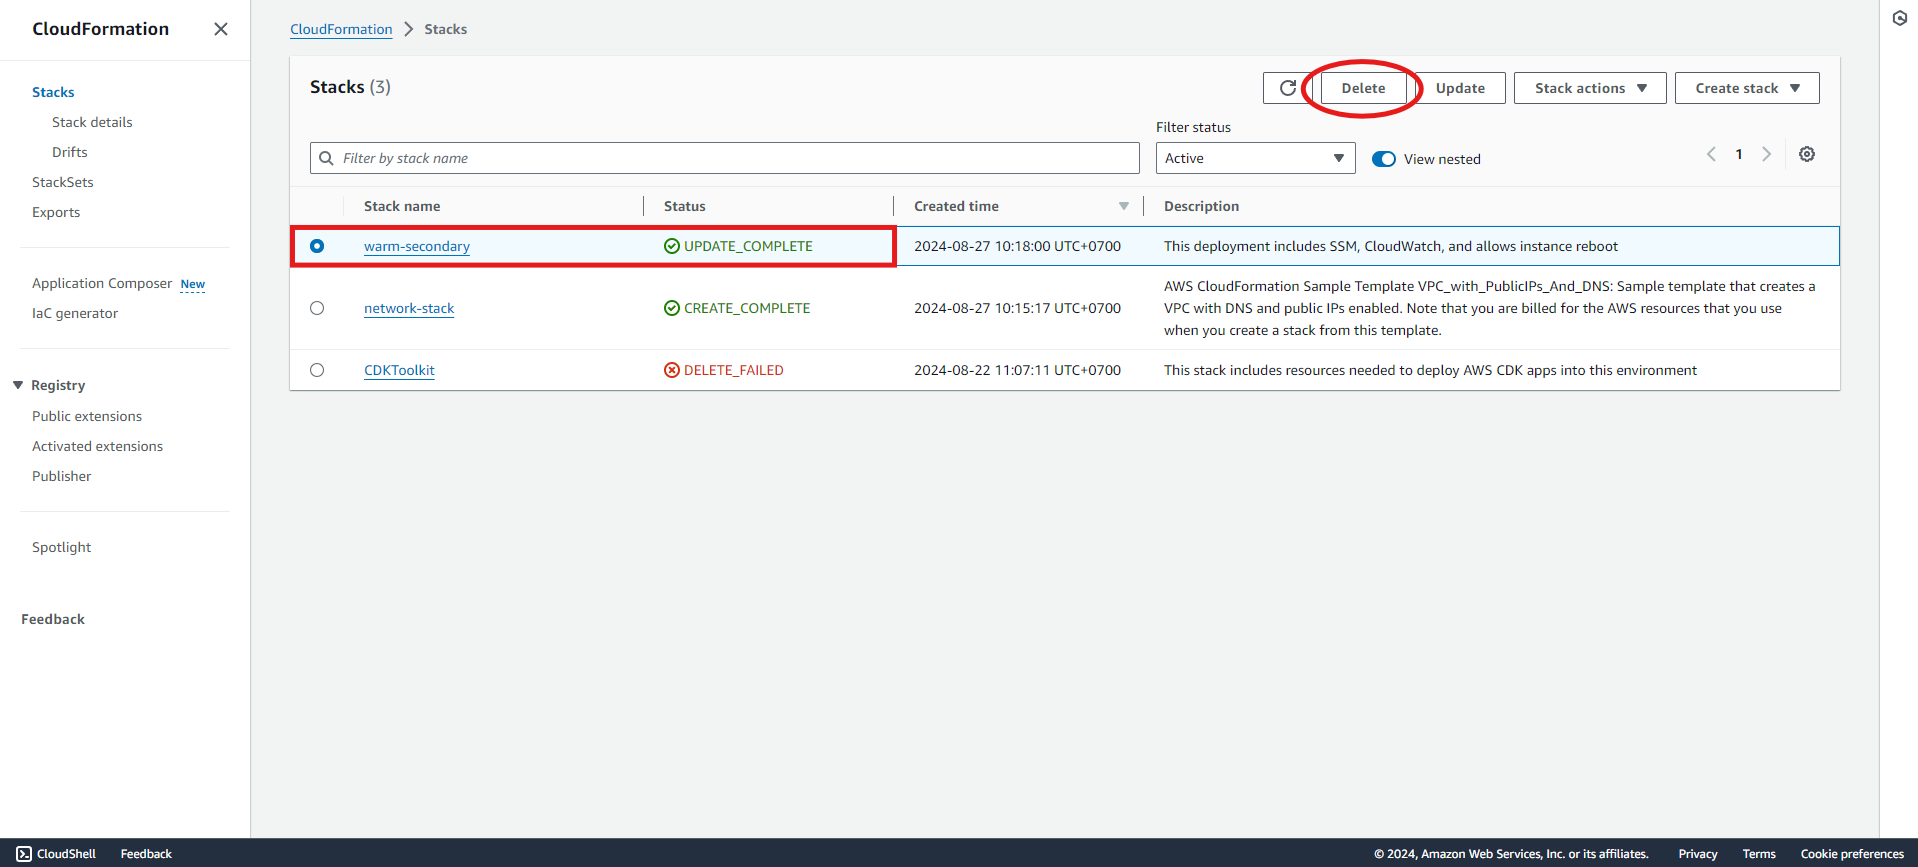 CloudFormation
Stacks
Stack details
Drifts
StackSets
Exports
Application Composer New
IaC generator
Registry
Public extensions
Activated extensions
Publisher
Spotlight
Feedback
CloudFormation > Stacks
Stacks (3)
Delete
Update
Stack actions
Create stack
Filter by stack name
Filter status
Active
View nested
1
Stack name Status Created time Description
warm-secondary UPDATE_COMPLETE 2024-08-27 10:18:00 UTC+0700 This deployment includes SSM, CloudWatch, and allows instance reboot
network-stack CREATE_COMPLETE 2024-08-27 10:15:17 UTC+0700 AWS CloudFormation Sample Template VPC_with_PublicIPs_And_DNS: Sample template that creates a
VPC with DNS and public IPs enabled. Note that you are billed for the AWS resources that you use
when you create a stack from this template.
CDKToolkit DELETE_FAILED 2024-08-22 11:07:11 UTC+0700 This stack includes resources needed to deploy AWS CDK apps into this environment
CloudShell Feedback © 2024, Amazon Web Services, Inc. or its affiliates. Privacy Terms Cookie preferences